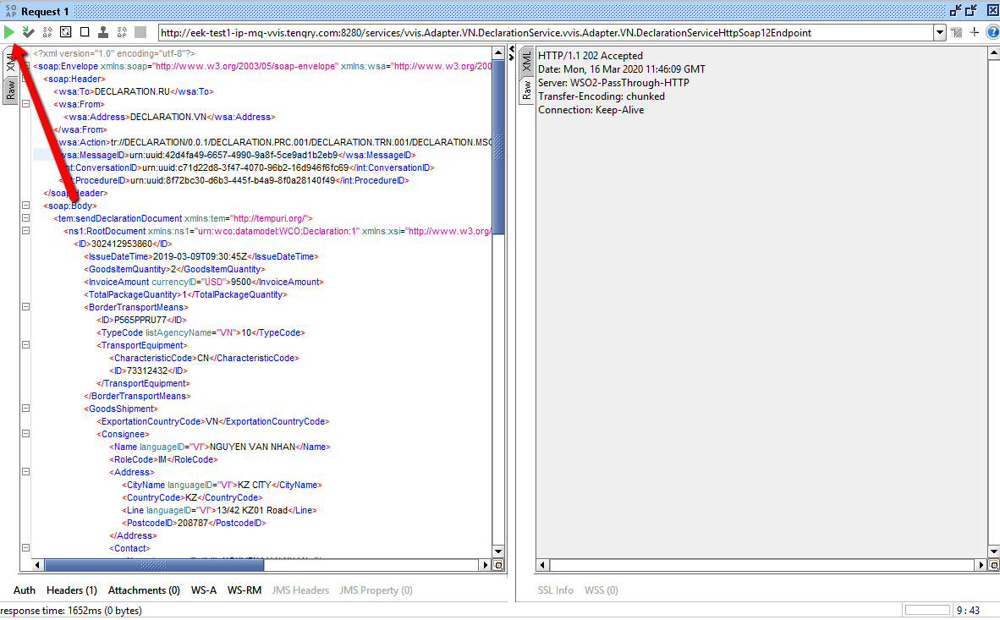 SO AP Request 1
http://eek-test1-ip-mq-vvis.tengry.com:8280/services/vvis.Adapter.VN.DeclarationService.vvis.Adapter.VN.DeclarationServiceHttpSoap12Endpoint
XML
Raw
<?xml version="1.0" encoding="utf-8"?>
<soap:Envelope xmlns:soap="http://www.w3.org/2003/05/soap-envelope" xmlns:wsa="http://www.w3.org/200
<soap:Header>
<wsa:To>DECLARATION.RU</wsa:To>
<wsa:From>
<wsa:Address>DECLARATION.VN</wsa:Address>
</wsa:From>
wsa:Action>tr://DECLARATION/0.0.1/DECLARATION.PRC.001/DECLARATION.TRN.001/DECLARATION.MSG
wsa:MessageID>urn:uuid:42d4fa49-6657-4990-9a8f-5ce9ad1b2eb9</wsa:MessageID>
int:ConversationID>urn:uuid:c71d22d8-3f47-4070-96b2-16d946f6fc69</int:ConversationID>
:ProcedureID>urn:uuid:8f72bc30-d6b3-445f-b4a9-8f0a28140f49</int:ProcedureID>
</soap:Header>
<soap:Body>
<tem:sendDeclarationDocument xmlns:tem="http://tempuri.org/">
<ns1:RootDocument xmlns:ns1="urn:wco:datamodel:WCO:Declaration:1" xmlns:xsi="http://www.w3.org/
<ID>302412953860</ID>
<IssueDateTime>2019-03-09T09:30:45Z</IssueDateTime>
<GoodsItemQuantity>2</GoodsItemQuantity>
<InvoiceAmount currencyID="USD">9500</InvoiceAmount>
<TotalPackageQuantity>1</TotalPackageQuantity>
<BorderTransportMeans>
<ID>P565PPRU77</ID>
<TypeCode listAgencyName="VN">10</TypeCode>
<TransportEquipment>
<CharacteristicCode>CN</CharacteristicCode>
<ID>73312432</ID>
</TransportEquipment>
</BorderTransportMeans>
<GoodsShipment>
<ExportationCountryCode>VN</ExportationCountryCode>
<Consignee>
<Name languageID="VI">NGUYEN VAN NHAN</Name>
<RoleCode>IM</RoleCode>
<Address>
<CityName languageID="VI">KZ CITY</CityName>
<CountryCode>KZ</CountryCode>
<Line languageID="VI">13/42 KZ01 Road</Line>
<PostcodeID>208787</PostcodeID>
</Address>
<Contact>
XML
Raw
HTTP/1.1 202 Accepted
Date: Mon, 16 Mar 2020 11:46:09 GMT
Server: WSO2-PassThrough-HTTP
Transfer-Encoding: chunked
Connection: Keep-Alive
Auth Headers (1) Attachments (0) WS-A WS-RM JMS Headers JMS Property (0)
SSL Info WSS (0)
response time: 1652ms (0 bytes)
9 : 43